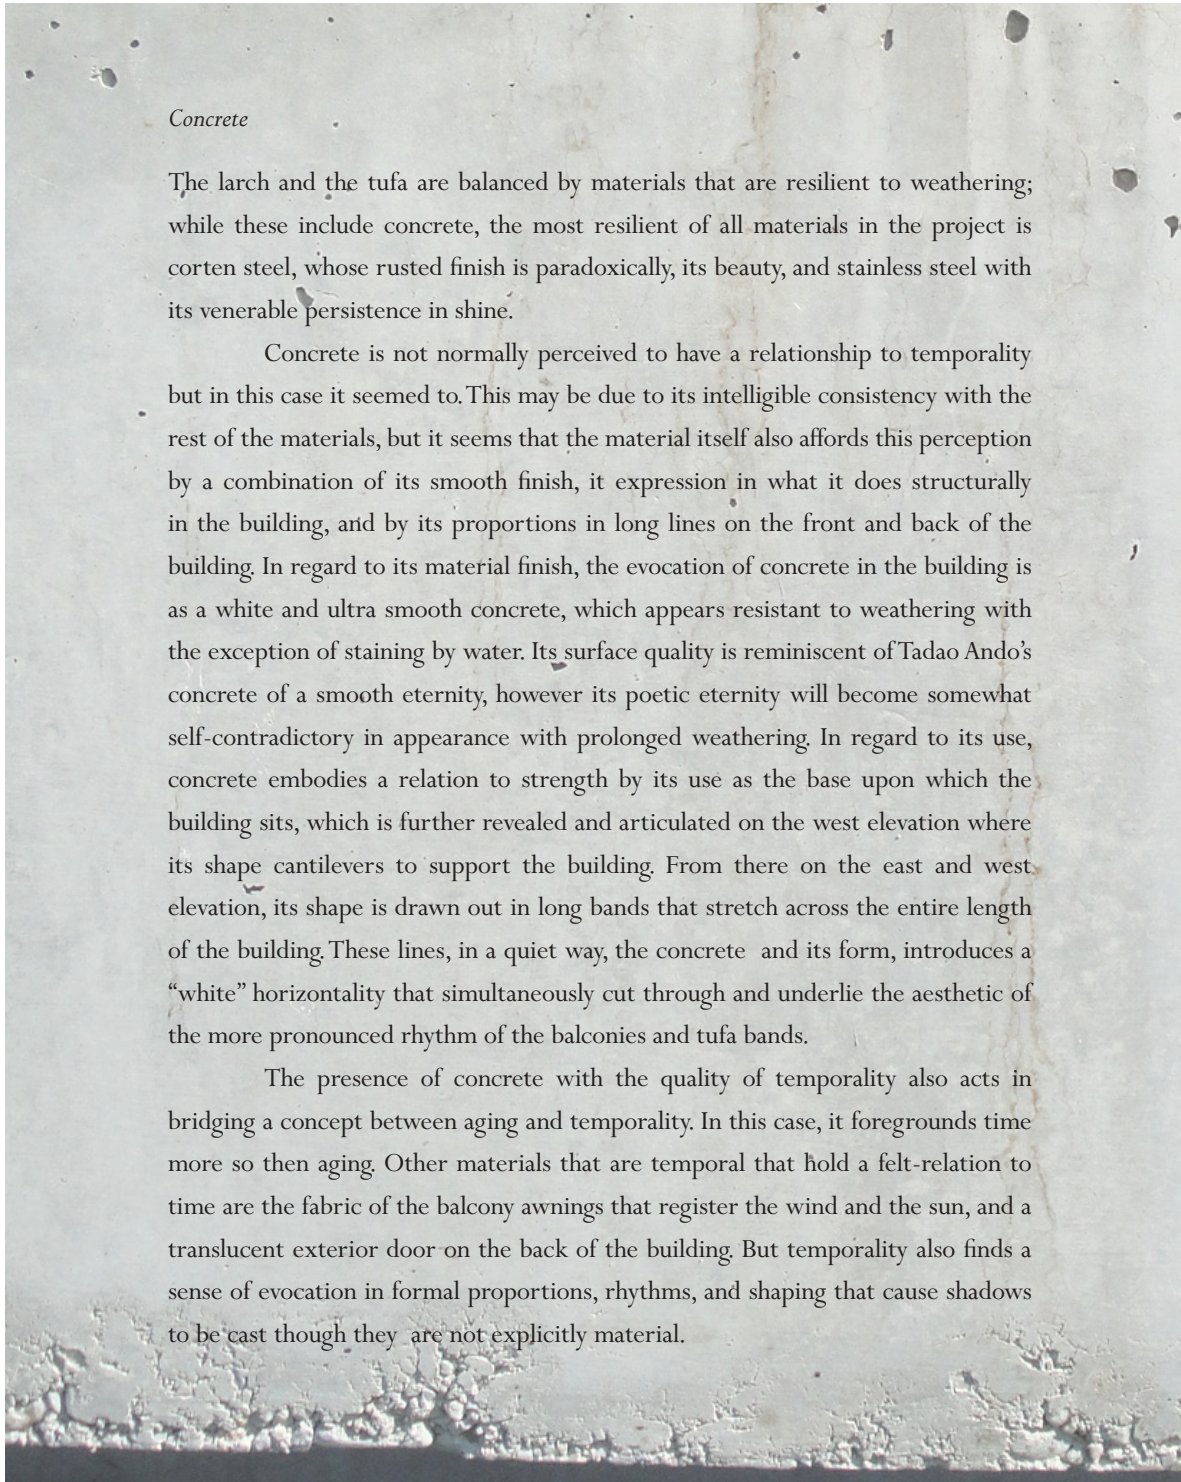 Concrete
The larch and the tufa are balanced by materials that are resilient to weathering;
while these include concrete, the most resilient of all materials in the project is
corten steel, whose rusted finish is paradoxically, its beauty, and stainless steel with
its venerable persistence in shine.
Concrete is not normally perceived to have a relationship to temporality
but in this case it seemed to. This may be due to its intelligible consistency with the
rest of the materials, but it seems that the material itself also affords this perception
by a combination of its smooth finish, it expression in what it does structurally
in the building, and by its proportions in long lines on the front and back of the
building. In regard to its material finish, the evocation of concrete in the building is
as a white and ultra smooth concrete, which appears resistant to weathering with
the exception of staining by water. Its surface quality is reminiscent of Tadao Ando’s
concrete of a smooth eternity, however its poetic eternity will become somewhat
self-contradictory in appearance with prolonged weathering. In regard to its use,
concrete embodies a relation to strength by its use as the base upon which the
building sits, which is further revealed and articulated on the west elevation where
its shape cantilevers to support the building. From there on the east and west
elevation, its shape is drawn out in long bands that stretch across the entire length
of the building. These lines, in a quiet way, the concrete  and its form, introduces a
“white” horizontality that simultaneously cut through and underlie the aesthetic of
the more pronounced rhythm of the balconies and tufa bands.
The presence of concrete with the quality of temporality also acts in
bridging a concept between aging and temporality. In this case, it foregrounds time
more so then aging. Other materials that are temporal that hold a felt-relation to
time are the fabric of the balcony awnings that register the wind and the sun, and a
translucent exterior door on the back of the building. But temporality also finds a
sense of evocation in formal proportions, rhythms, and shaping that cause shadows
to be cast though they  are not explicitly material.